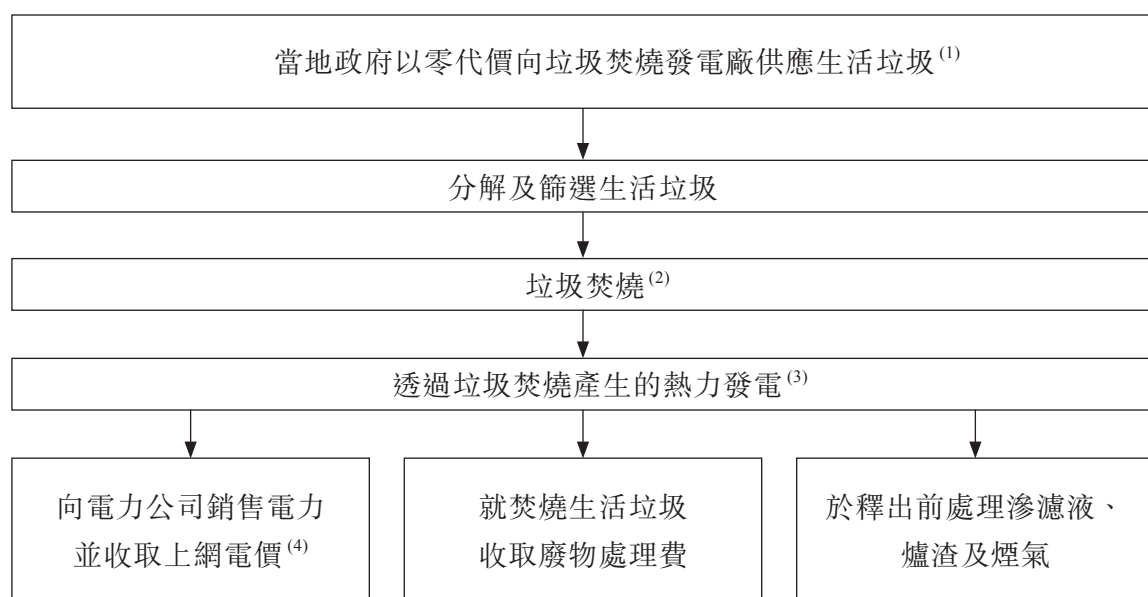 當地政府以零代價向垃圾焚燒發電廠供應生活垃圾(1)
分解及篩選生活垃圾
垃圾焚燒(2)
透過垃圾焚燒產生的熱力發電(3)
向電力公司銷售電力
並收取上網電價(4)
就焚燒生活垃圾
收取廢物處理費
於釋出前處理滲濾液、
爐渣及煙氣